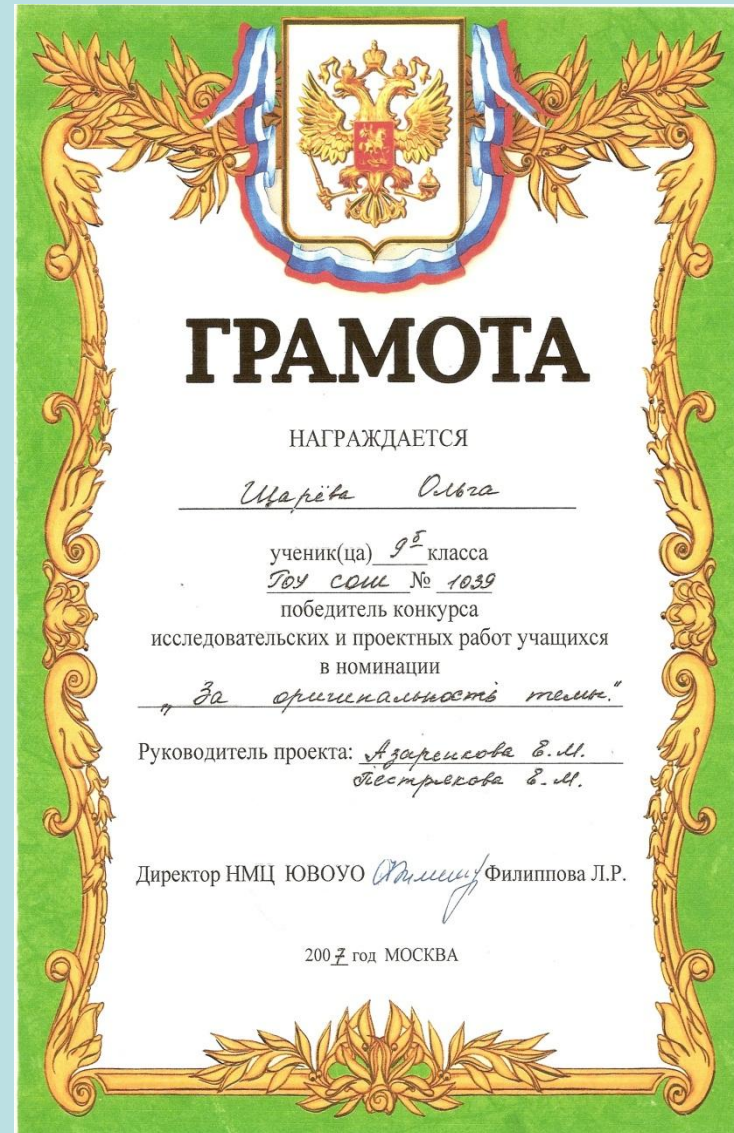 ГРАМОТА
НАГРАЖДАЕТСЯ
Щарёва Ольга
ученик(ца) 9б класса
ГОУ сош № 1039
победитель конкурса
исследовательских и проектных работ учащихся
в номинации
„За оригинальность темы."
Руководитель проекта: Азаренкова Е.М.
Пестрякова Е.М.
Директор НМЦ ЮВОУО Филиппова Л.Р.
2007 год МОСКВА